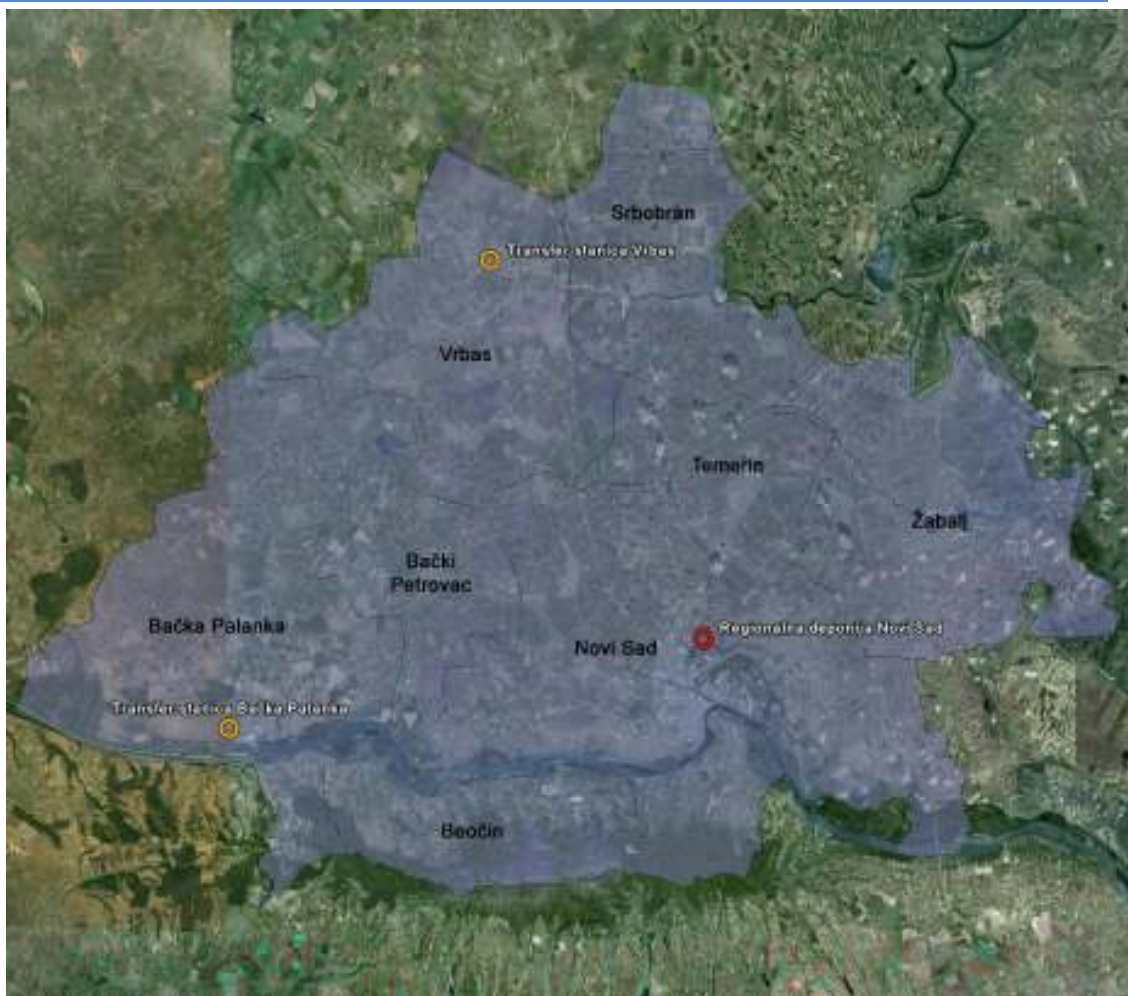 Srbobran
Transfer stanica Vrbas
Vrbas
Temerin
Žabalj
Bački
Petrovac
Bačka Palanka
Regionalna deponija Novi Sad
Novi Sad
Transfer stanica Bačka Palanka
Beočin